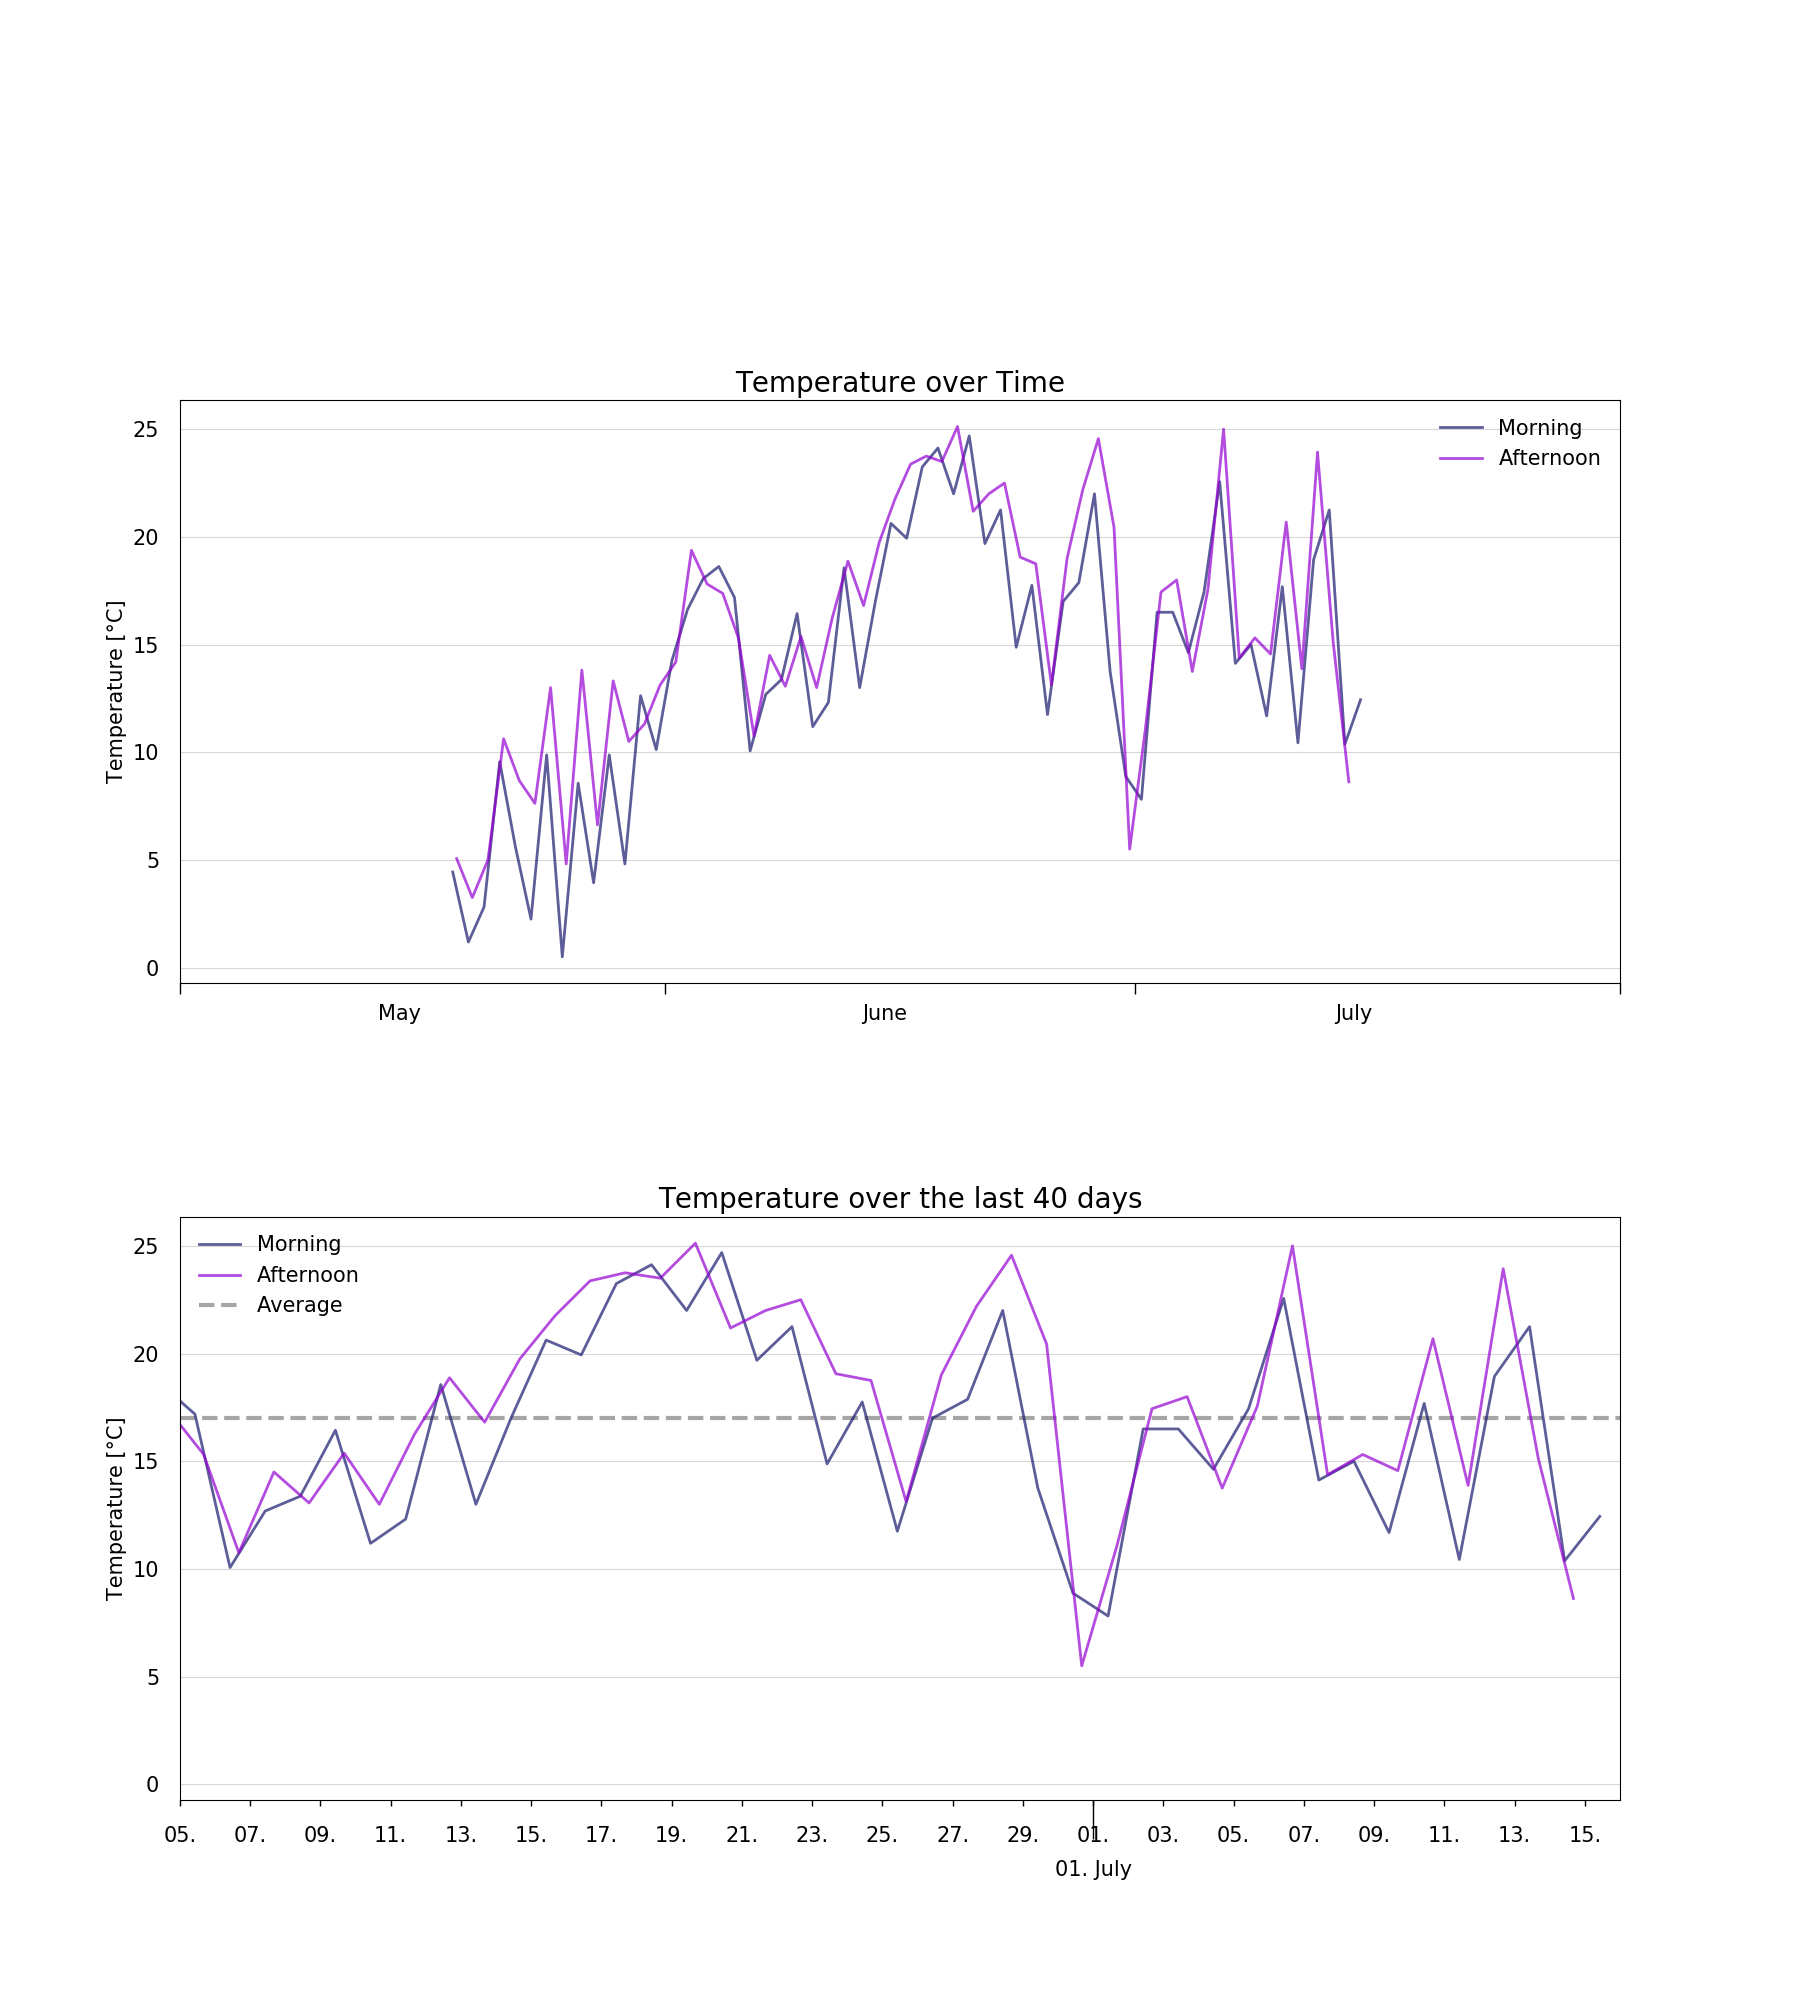 Temperature over Time
Temperature [°C]
25
20
15
10
5
0
Morning
Afternoon
May June July
Temperature over the last 40 days
Temperature [°C]
25
20
15
10
5
0
Morning
Afternoon
Average
05. 07. 09. 11. 13. 15. 17. 19. 21. 23. 25. 27. 29. 01. 03. 05. 07. 09. 11. 13. 15.
01. July